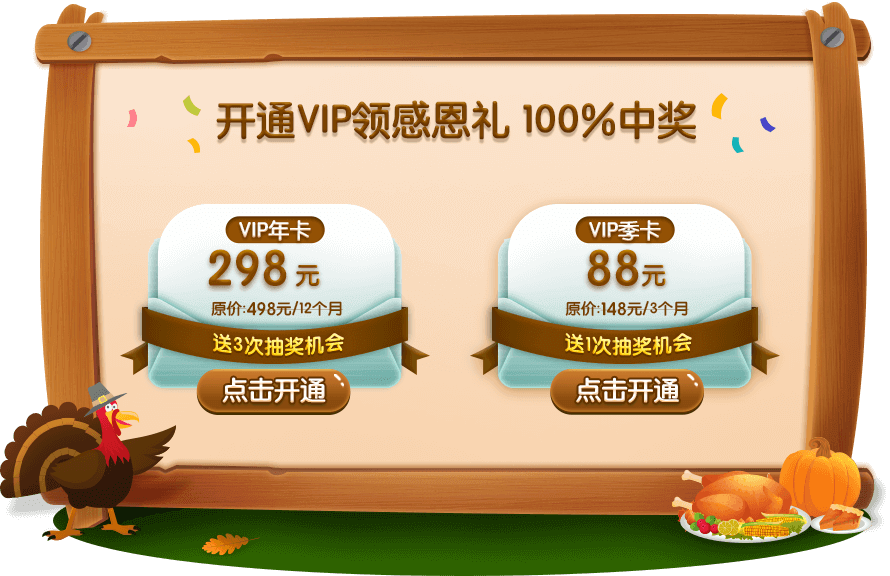 开通VIP领感恩礼 100%中奖
VIP年卡
298元
原价:498元/12个月
送3次抽奖机会
点击开通
VIP季卡
88元
原价:148元/3个月
送1次抽奖机会
点击开通